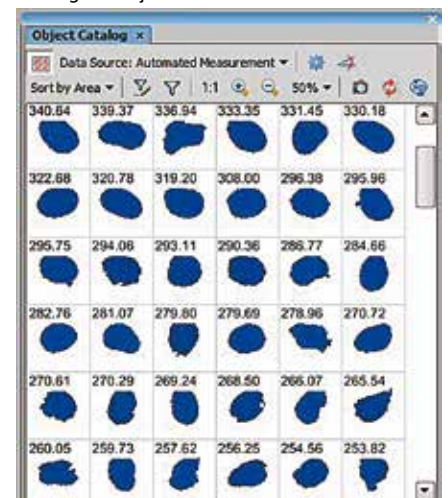 Object Catalog ×
Data Source: Automated Measurement
Sort by Area 1:1 50%
340.64 339.37 336.94 333.35 331.45 330.18
322.68 320.78 319.20 308.00 296.38 295.96
295.75 294.06 293.11 290.36 286.77 284.66
282.76 281.07 279.80 279.69 278.96 270.72
270.61 270.29 269.24 268.50 266.07 265.54
260.05 259.73 257.62 256.25 254.56 253.82